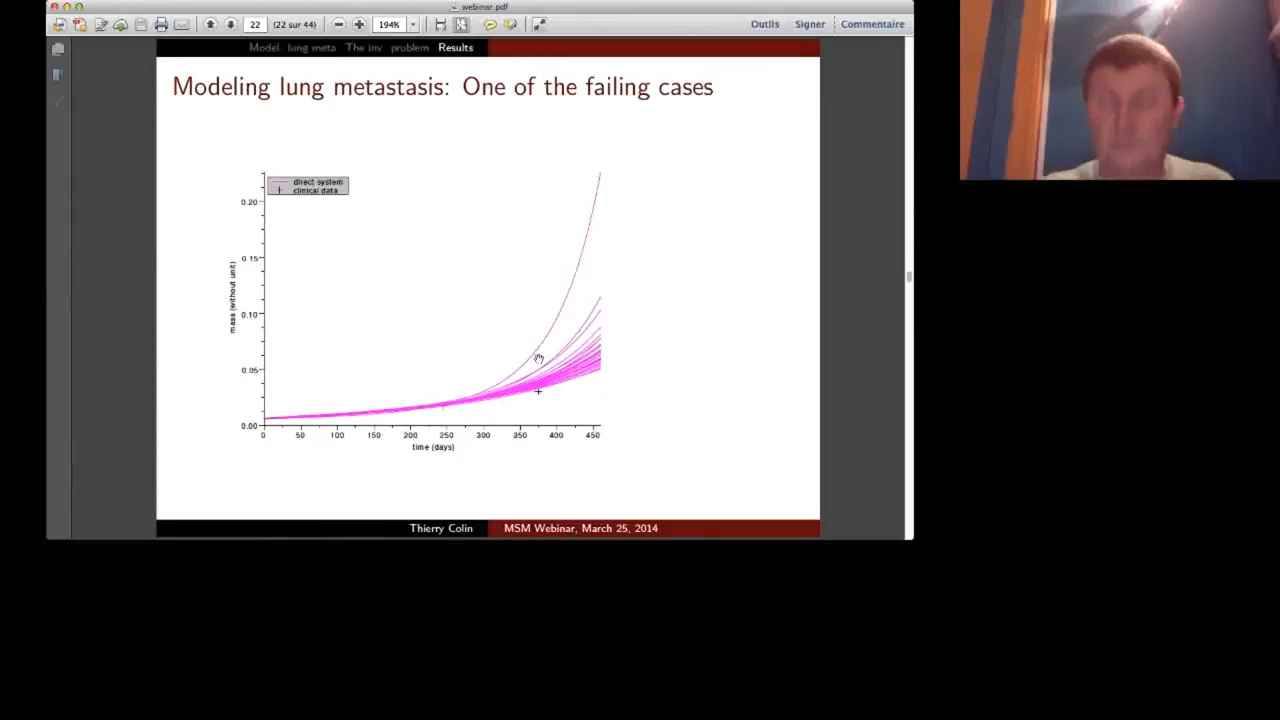 webinar.pdf
22 (22 sur 44) 194% Outils Signer Commentaire
Model. lung meta The inv. problem Results
Modeling lung metastasis: One of the failing cases
direct system
clinical data
0.20
0.15
0.10
0.05
0.00
mass (without unit)
0 50 100 150 200 250 300 350 400 450
time (days)
Thierry Colin MSM Webinar, March 25, 2014